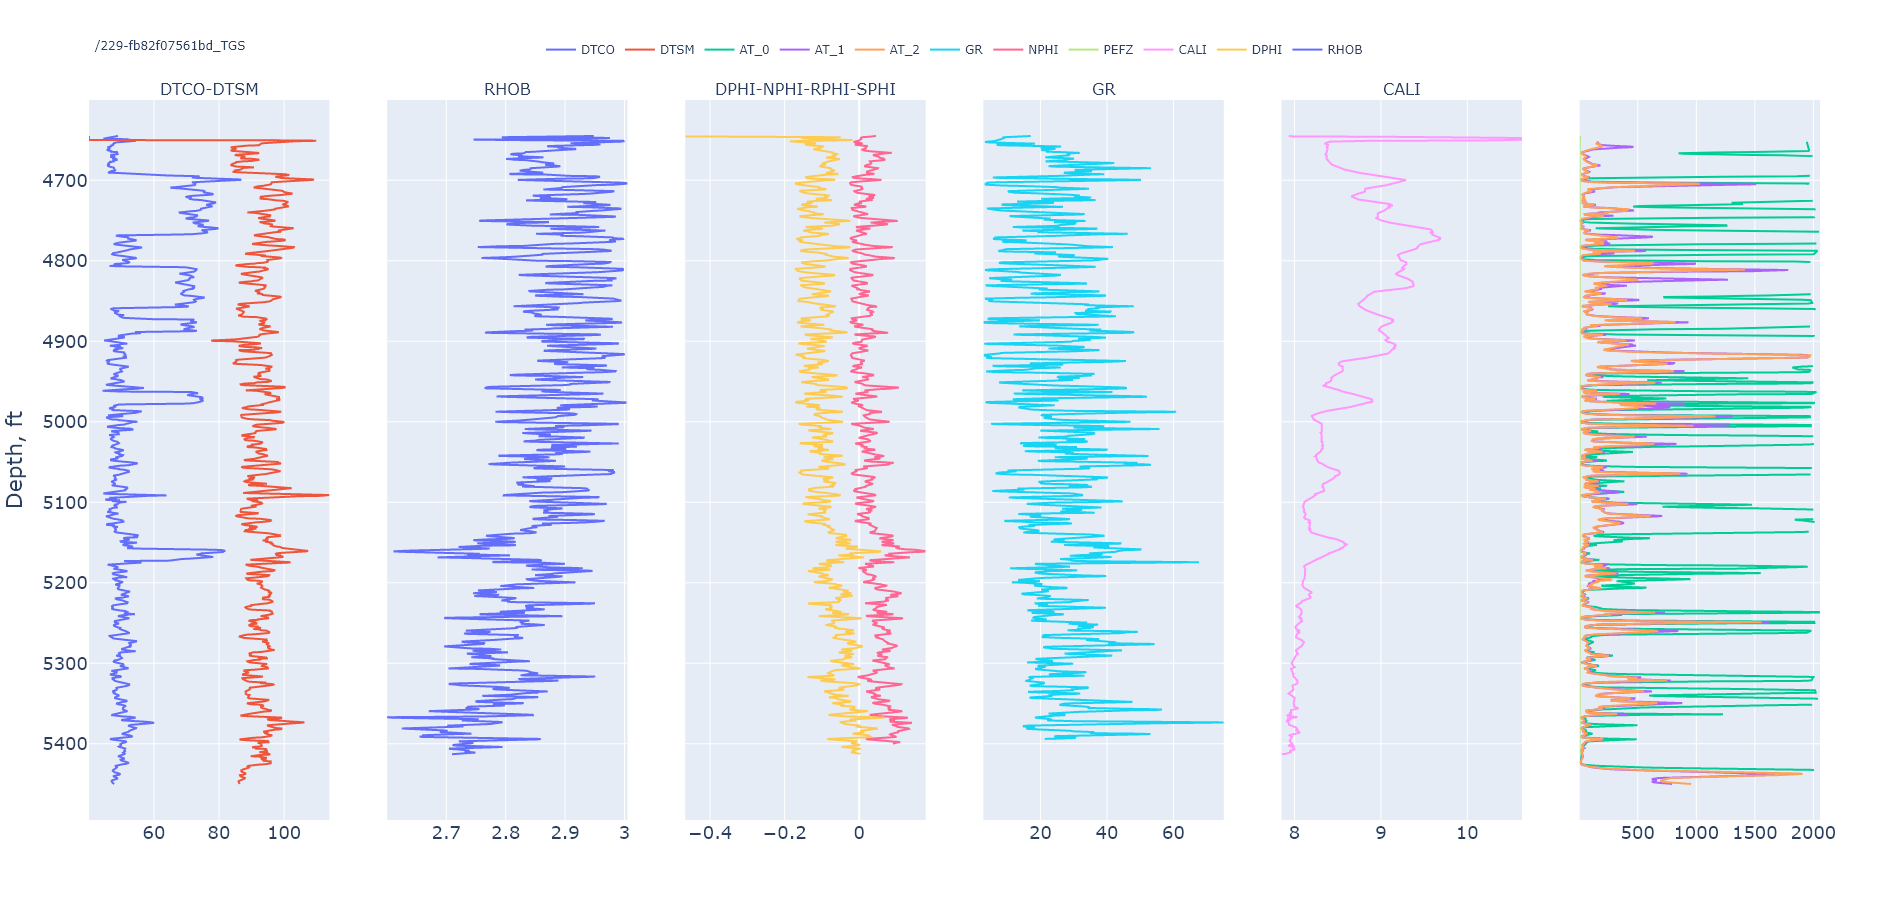 /229-fb82f07561bd_TGS
DTCO DTSM AT_0 AT_1 AT_2 GR NPHI PEFZ CALI DPHI RHOB
DTCO-DTSM RHOB DPHI-NPHI-RPHI-SPHI GR CALI
Depth, ft
4700
4800
4900
5000
5100
5200
5300
5400
60 80 100 2.7 2.8 2.9 3 −0.4 −0.2 0 20 40 60 8 9 10 500 1000 1500 2000